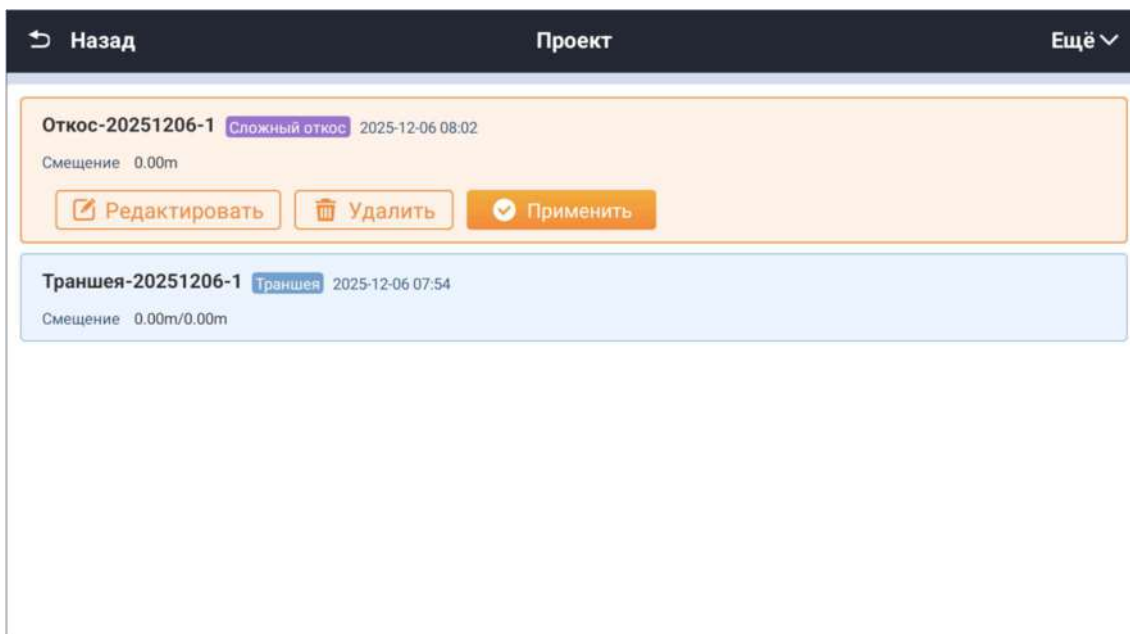 Назад Проект Ещё
Откос-20251206-1 Сложный откос 2025-12-06 08:02
Смещение 0.00m
Редактировать Удалить Применить
Траншея-20251206-1 Траншея 2025-12-06 07:54
Смещение 0.00m/0.00m